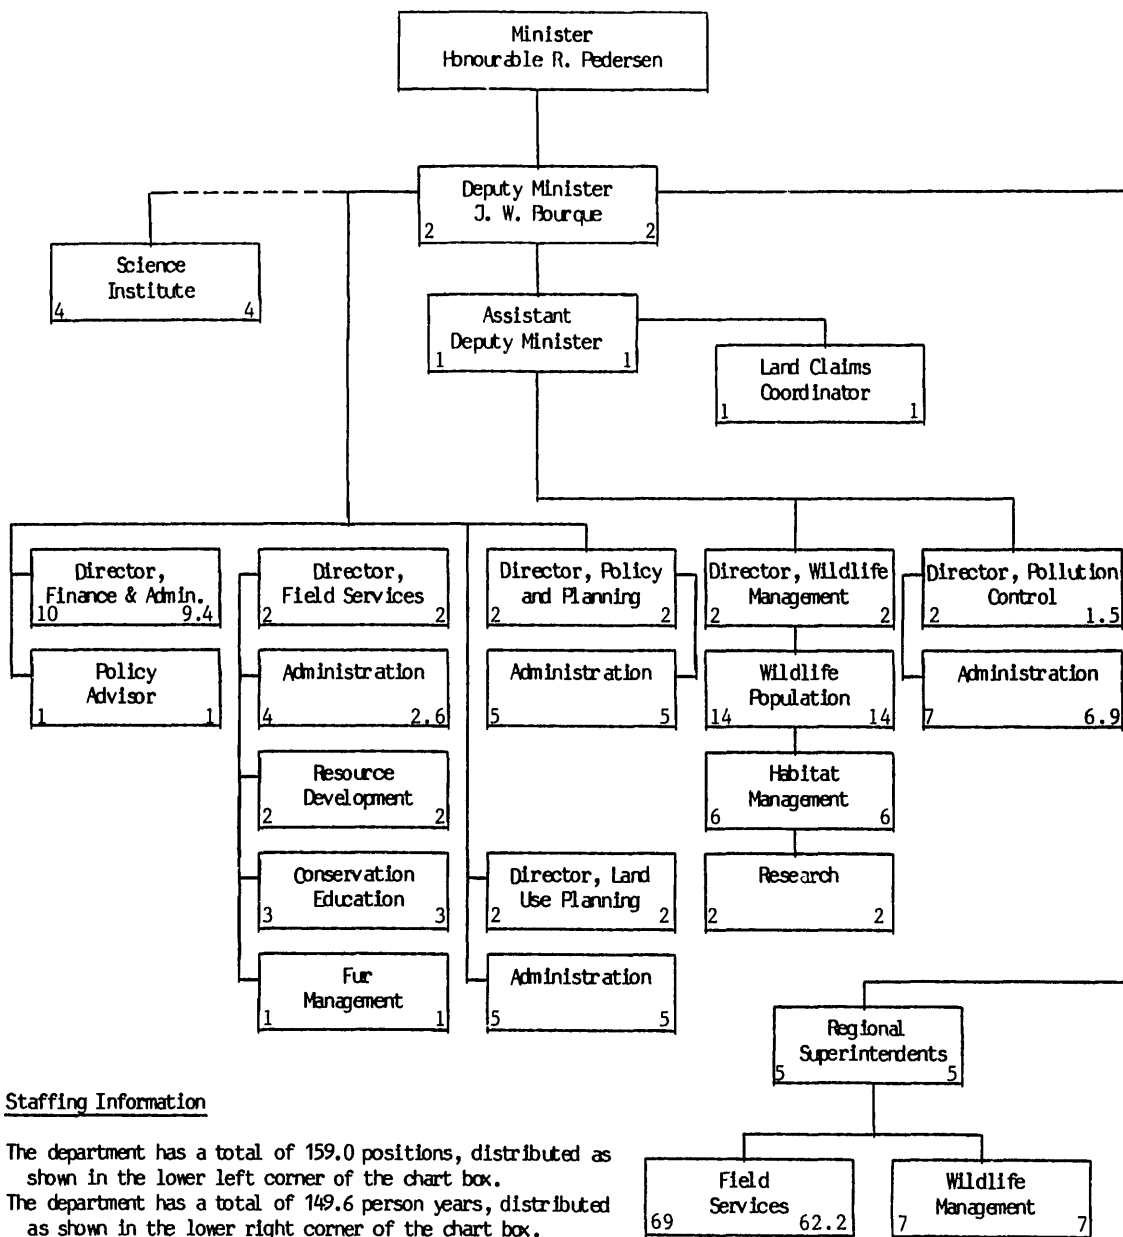 Minister
Honourable R. Pedersen
Deputy Minister
J. W. Bourque
2 2
Science
Institute
4 4
Assistant
Deputy Minister
1 1
Land Claims
Coordinator
1 1
Director,
Finance & Admin.
10 9.4
Director,
Field Services
2 2
Director, Policy
and Planning
2 2
Director, Wildlife
Management
2 2
Director, Pollution
Control
2 1.5
Policy
Advisor
1 1
Administration
4 2.6
Administration
5 5
Wildlife
Population
14 14
Administration
7 6.9
Resource
Development
2 2
Habitat
Management
6 6
Conservation
Education
3 3
Director, Land
Use Planning
2 2
Research
2 2
Fur
Management
1 1
Administration
5 5
Regional
Superintendents
5 5
Field
Services
69 62.2
Wildlife
Management
7 7
Staffing Information
The department has a total of 159.0 positions, distributed as
shown in the lower left corner of the chart box.
The department has a total of 149.6 person years, distributed
as shown in the lower right corner of the chart box.